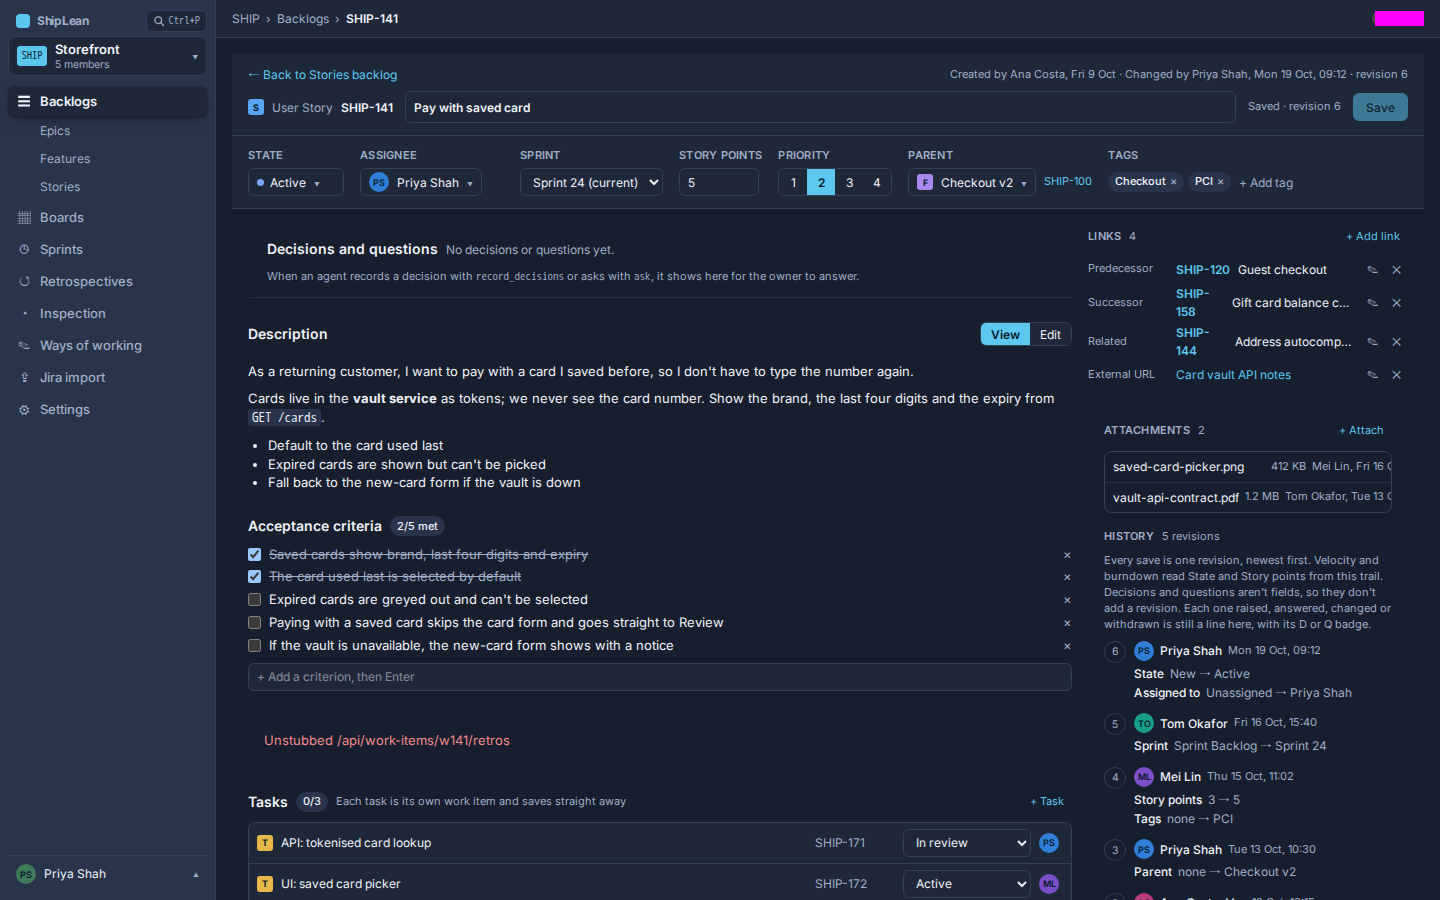 ShipLean
Ctrl+P
SHIP
Storefront
5 members
Backlogs
Epics
Features
Stories
Boards
Sprints
Retrospectives
Inspection
Ways of working
Jira import
Settings
PS Priya Shah
SHIP › Backlogs › SHIP-141
← Back to Stories backlog
Created by Ana Costa, Fri 9 Oct · Changed by Priya Shah, Mon 19 Oct, 09:12 · revision 6
S User Story SHIP-141 Pay with saved card Saved · revision 6 Save
STATE ASSIGNEE SPRINT STORY POINTS PRIORITY PARENT TAGS
Active PS Priya Shah Sprint 24 (current) 5 1 2 3 4 F Checkout v2 SHIP-100 Checkout × PCI × + Add tag
Decisions and questions No decisions or questions yet.
When an agent records a decision with record_decisions or asks with ask, it shows here for the owner to answer.
Description View Edit
As a returning customer, I want to pay with a card I saved before, so I don't have to type the number again.
Cards live in the vault service as tokens; we never see the card number. Show the brand, the last four digits and the expiry from
GET /cards.
• Default to the card used last
• Expired cards are shown but can't be picked
• Fall back to the new-card form if the vault is down
Acceptance criteria 2/5 met
Saved cards show brand, last four digits and expiry ×
The card used last is selected by default ×
Expired cards are greyed out and can't be selected ×
Paying with a saved card skips the card form and goes straight to Review ×
If the vault is unavailable, the new-card form shows with a notice ×
+ Add a criterion, then Enter
Unstubbed /api/work-items/w141/retros
Tasks 0/3 Each task is its own work item and saves straight away + Task
T API: tokenised card lookup SHIP-171 In review PS
T UI: saved card picker SHIP-172 Active ML
LINKS 4 + Add link
Predecessor SHIP-120 Guest checkout
Successor SHIP-
158 Gift card balance c...
Related SHIP-
144 Address autocomp...
External URL Card vault API notes
ATTACHMENTS 2 + Attach
saved-card-picker.png 412 KB Mei Lin, Fri 16
vault-api-contract.pdf 1.2 MB Tom Okafor, Tue 13
HISTORY 5 revisions
Every save is one revision, newest first. Velocity and
burndown read State and Story points from this trail.
Decisions and questions aren't fields, so they don't
add a revision. Each one raised, answered, changed or
withdrawn is still a line here, with its D or Q badge.
6 PS Priya Shah Mon 19 Oct, 09:12
State New → Active
Assigned to Unassigned → Priya Shah
5 TO Tom Okafor Fri 16 Oct, 15:40
Sprint Sprint Backlog → Sprint 24
4 ML Mei Lin Thu 15 Oct, 11:02
Story points 3 → 5
Tags none → PCI
3 PS Priya Shah Tue 13 Oct, 10:30
Parent none → Checkout v2